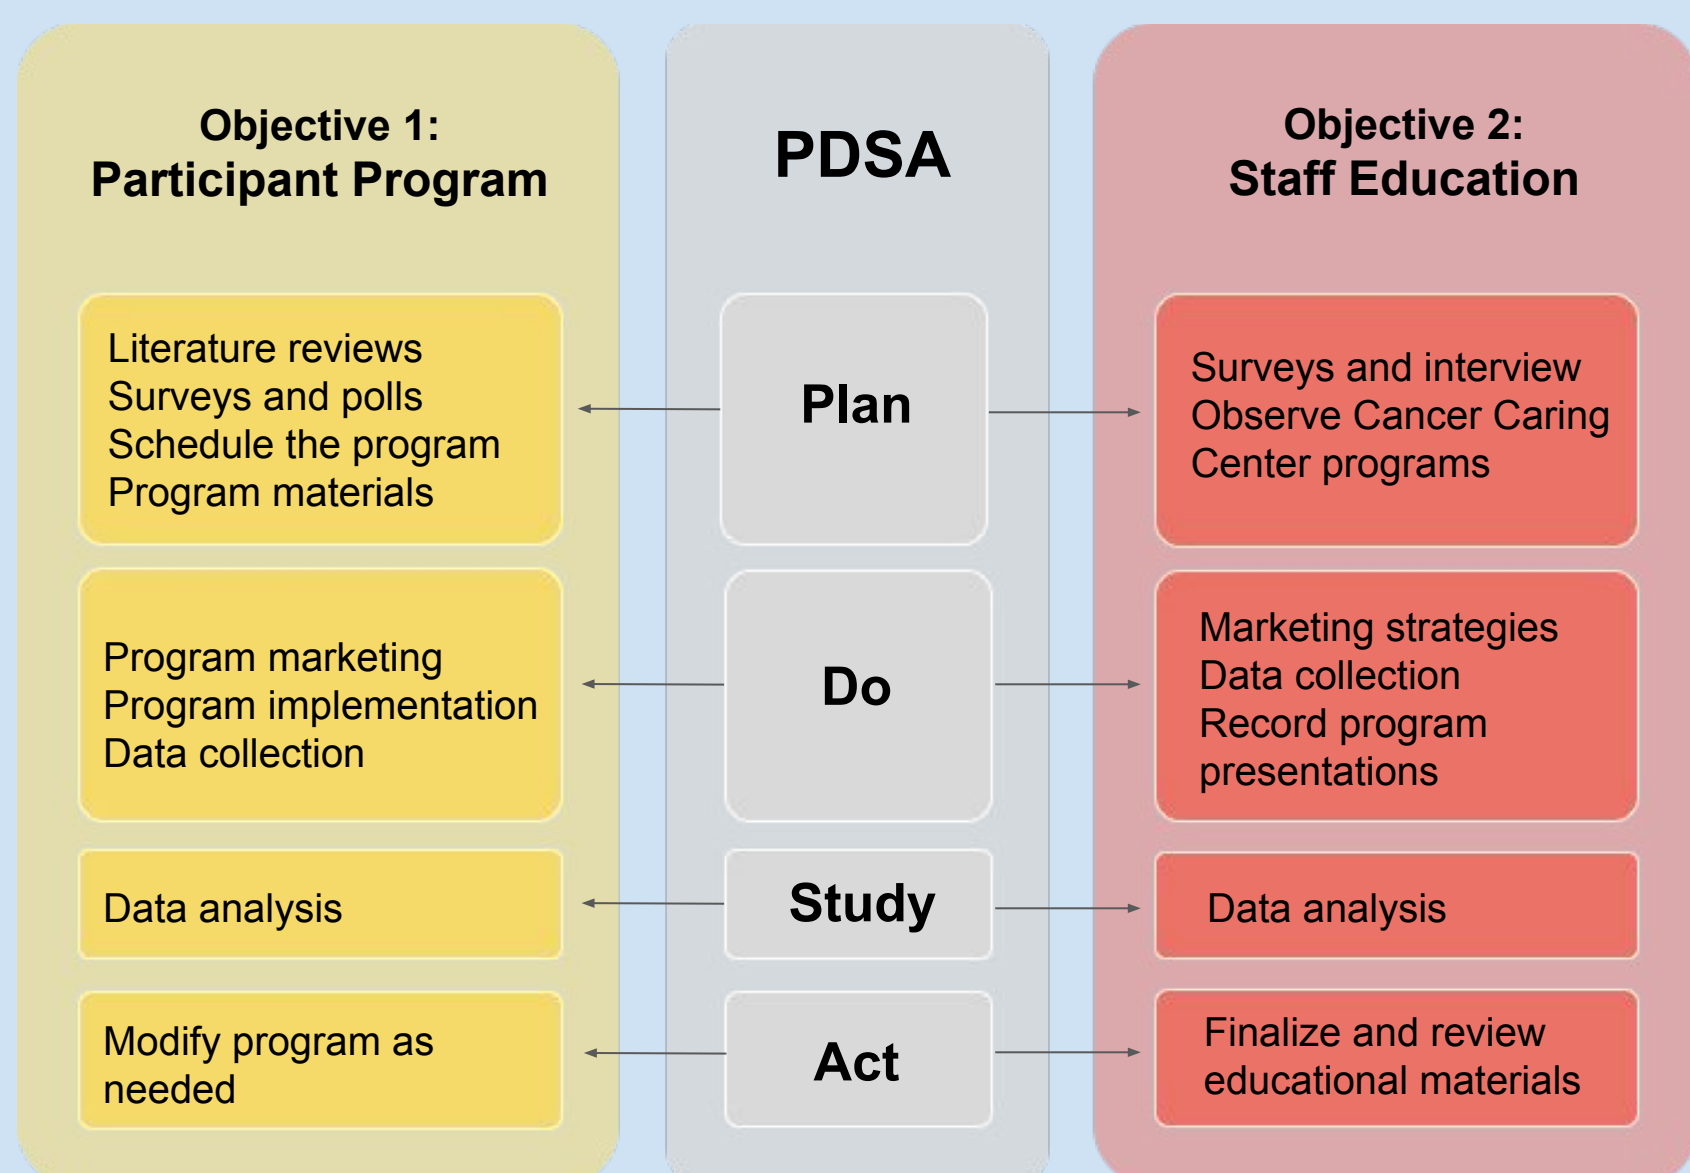 Objective 1:
Participant Program
Literature reviews
Surveys and polls
Schedule the program
Program materials
Program marketing
Program implementation
Data collection
Data analysis
Modify program as
needed
PDSA
Plan
Do
Study
Act
Objective 2:
Staff Education
Surveys and interview
Observe Cancer Caring
Center programs
Marketing strategies
Data collection
Record program
presentations
Data analysis
Finalize and review
educational materials